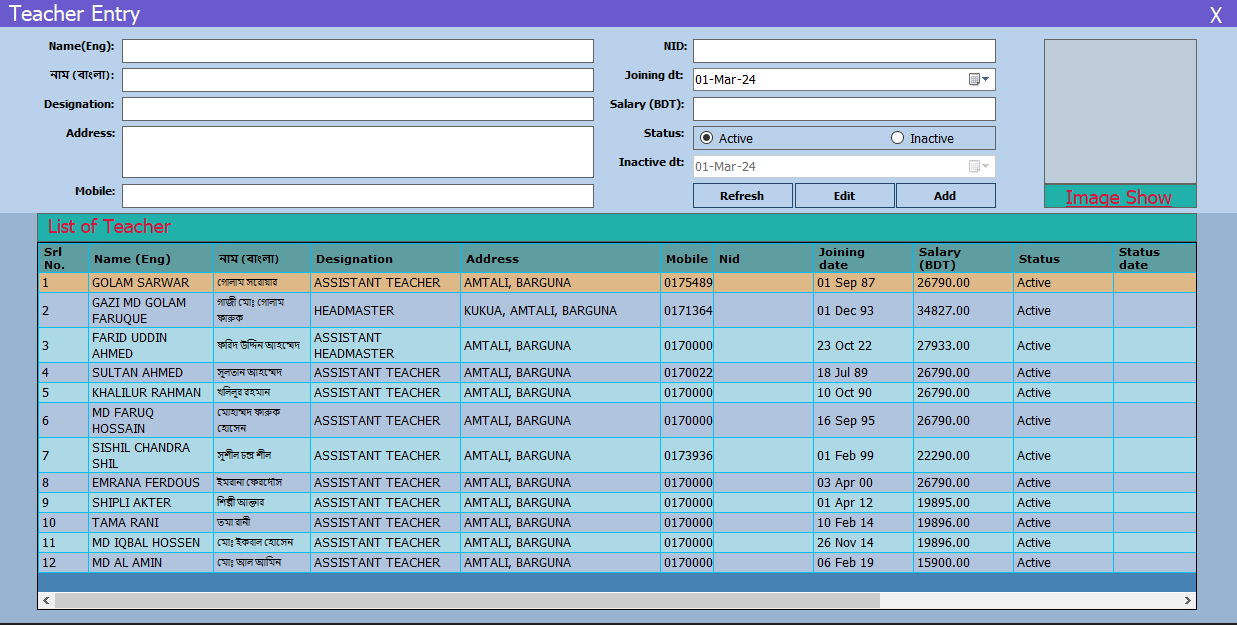 Teacher Entry X
Name(Eng): NID:
নাম (বাংলা): Joining dt: 01-Mar-24
Designation: Salary (BDT):
Address: Status: Active Inactive
Inactive dt: 01-Mar-24
Mobile: Refresh Edit Add Image Show
List of Teacher
Srl No. Name (Eng) নাম (বাংলা) Designation Address Mobile Nid Joining date Salary (BDT) Status Status date
1 GOLAM SARWAR গোলাম সরোয়ার ASSISTANT TEACHER AMTALI, BARGUNA 0175489 01 Sep 87 26790.00 Active
2 GAZI MD GOLAM FARUQUE গাজী মোঃ গোলাম ফারুক HEADMASTER KUKUA, AMTALI, BARGUNA 0171364 01 Dec 93 34827.00 Active
3 FARID UDDIN AHMED ফরিদ উদ্দিন আহম্মেদ ASSISTANT HEADMASTER AMTALI, BARGUNA 0170000 23 Oct 22 27933.00 Active
4 SULTAN AHMED সুলতান আহম্মেদ ASSISTANT TEACHER AMTALI, BARGUNA 0170022 18 Jul 89 26790.00 Active
5 KHALILUR RAHMAN খলিলুর রহমান ASSISTANT TEACHER AMTALI, BARGUNA 0170000 10 Oct 90 26790.00 Active
6 MD FARUQ HOSSAIN মোহাম্মদ ফারুক হোসেন ASSISTANT TEACHER AMTALI, BARGUNA 0170000 16 Sep 95 26790.00 Active
7 SISHIL CHANDRA SHIL সুশীল চন্দ্র শীল ASSISTANT TEACHER AMTALI, BARGUNA 0173936 01 Feb 99 22290.00 Active
8 EMRANA FERDOUS ইমরানা ফেরদৌস ASSISTANT TEACHER AMTALI, BARGUNA 0170000 03 Apr 00 26790.00 Active
9 SHIPLI AKTER শিল্পী আক্তার ASSISTANT TEACHER AMTALI, BARGUNA 0170000 01 Apr 12 19895.00 Active
10 TAMA RANI তমা রানী ASSISTANT TEACHER AMTALI, BARGUNA 0170000 10 Feb 14 19896.00 Active
11 MD IQBAL HOSSEN মোঃ ইকবাল হোসেন ASSISTANT TEACHER AMTALI, BARGUNA 0170000 26 Nov 14 19896.00 Active
12 MD AL AMIN মোঃ আল আমিন ASSISTANT TEACHER AMTALI, BARGUNA 0170000 06 Feb 19 15900.00 Active